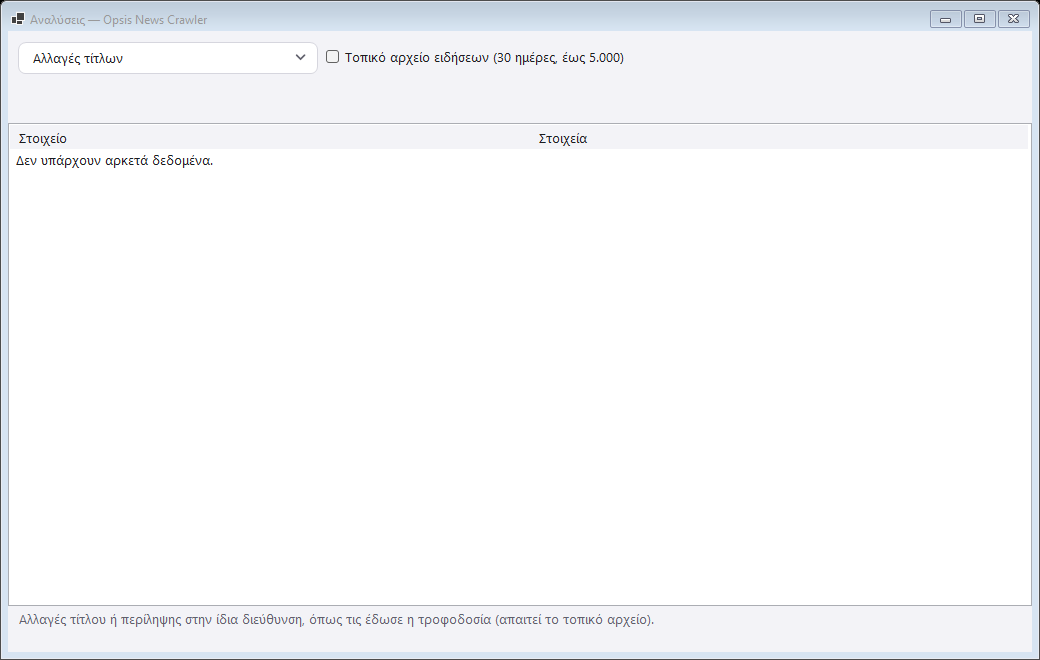 Αναλύσεις — Opsis News Crawler
Αλλαγές τίτλων
Τοπικό αρχείο ειδήσεων (30 ημέρες, έως 5.000)
Στοιχείο Στοιχεία
Δεν υπάρχουν αρκετά δεδομένα.
Αλλαγές τίτλου ή περίληψης στην ίδια διεύθυνση, όπως τις έδωσε η τροφοδοσία (απαιτεί το τοπικό αρχείο).